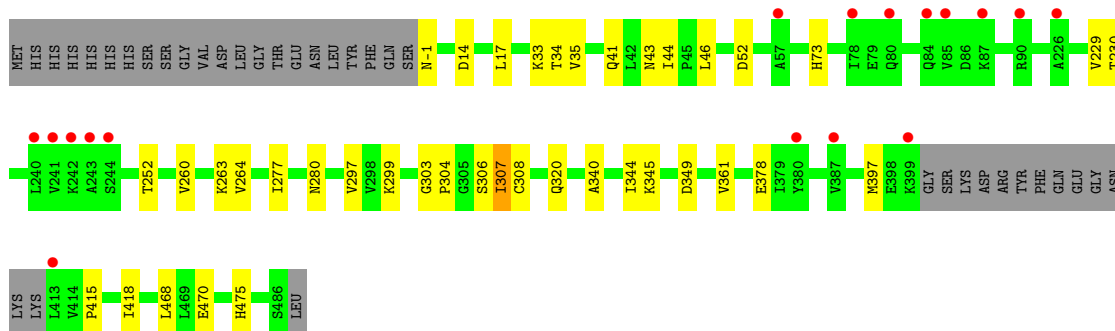 MET HIS HIS HIS HIS HIS HIS SER SER GLY VAL ASP LEU GLY THR GLU ASN LEU TYR PHE GLN SER N-1 D14 L17 K33 T34 V35 Q41 L42 N43 I44 P45 L46 D52 A57 H73 I78 E79 Q80 Q84 V85 D86 K87 R90 A226 V229 T230
L240 V241 K242 A243 S244 T252 V260 K263 V264 I277 N280 V297 V298 K299 G303 P304 G305 S306 I307 C308 Q320 A340 I344 K345 D349 V361 E378 I379 Y380 V387 M397 E398 K399 GLY SER LYS ASP ARG TYR PHE GLN GLU GLY ASN
LYS LYS L413 V414 P415 I418 L468 L469 E470 H475 S486 LEU